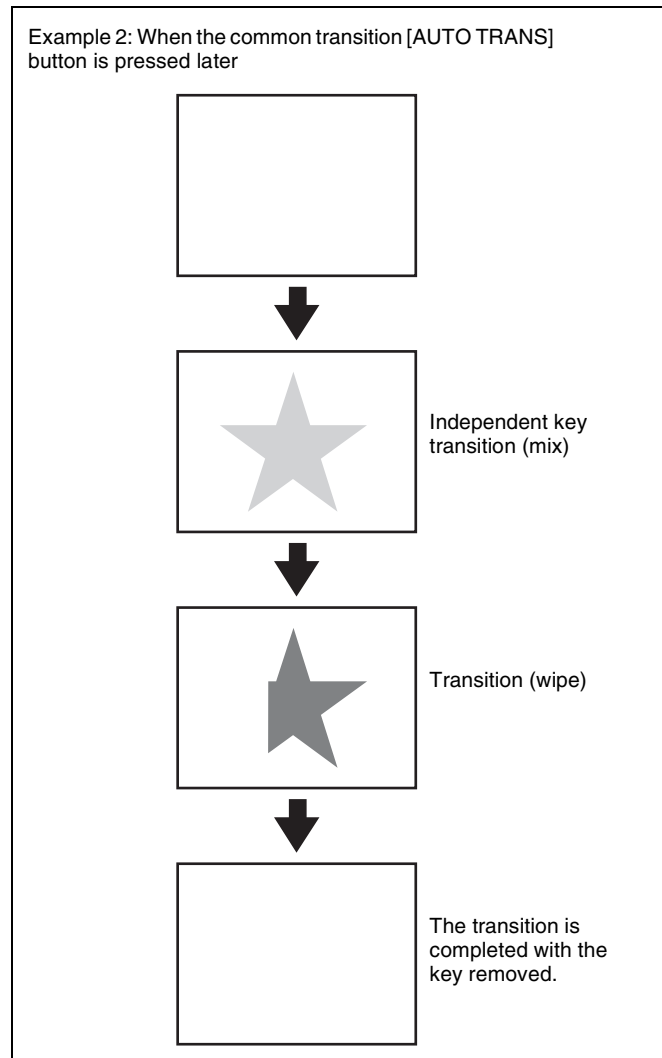 Example 2: When the common transition [AUTO TRANS]
button is pressed later
Independent key
transition (mix)
Transition (wipe)
The transition is
completed with the
key removed.